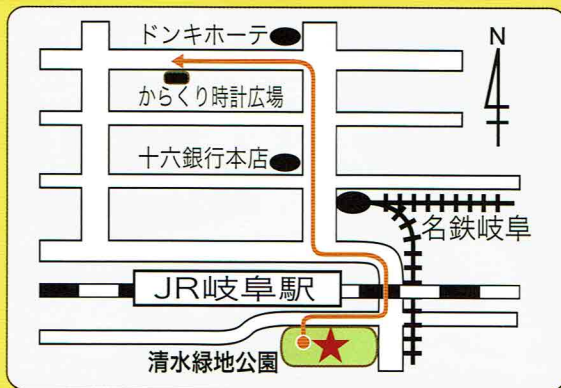 ドンキホーテ
N
からくり時計広場
十六銀行本店
名鉄岐阜
JR岐阜駅
清水緑地公園